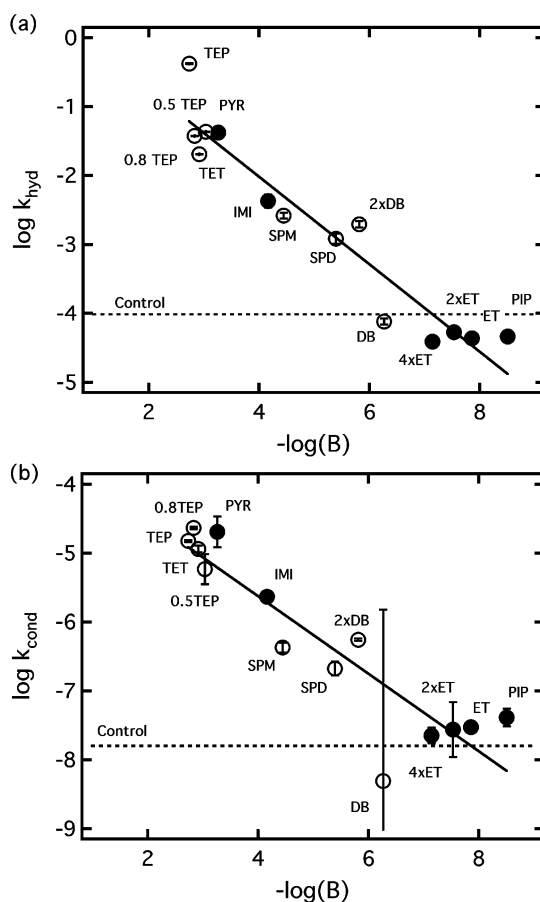 (a)
0
TEP
0.5 TEP PYR
-1
0.8 TEP TET
-2
IMI
SPM 2xDB
-3
SPD
log k_hyd
2xET ET PIP
Control
-4
DB
4xET
-5
2 4 6 8
-log(B)
(b)
-4
0.8TEP PYR
TEP
-5
TET
IMI
0.5TEP
-6
2xDB
SPM
SPD
log k_cond
-7
2xET ET PIP
Control
-8
4xET
DB
-9
2 4 6 8
-log(B)